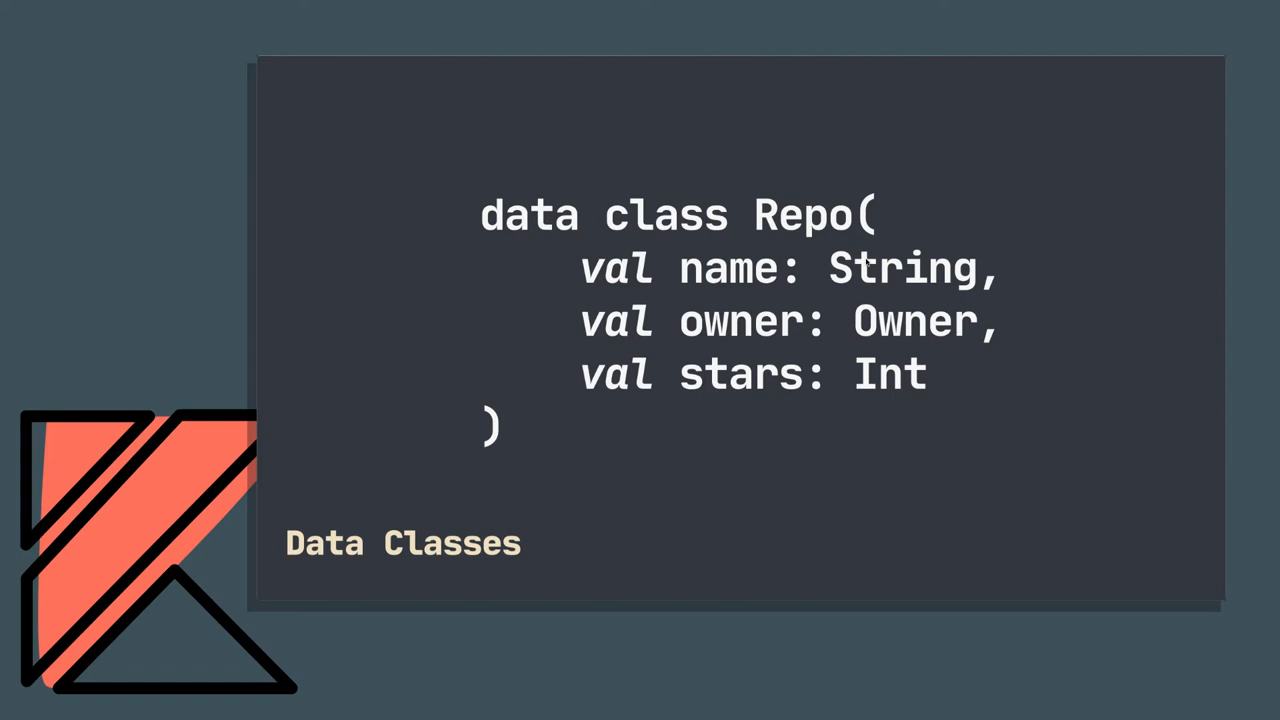 data class Repo(
    val name: String,
    val owner: Owner,
    val stars: Int
)
Data Classes